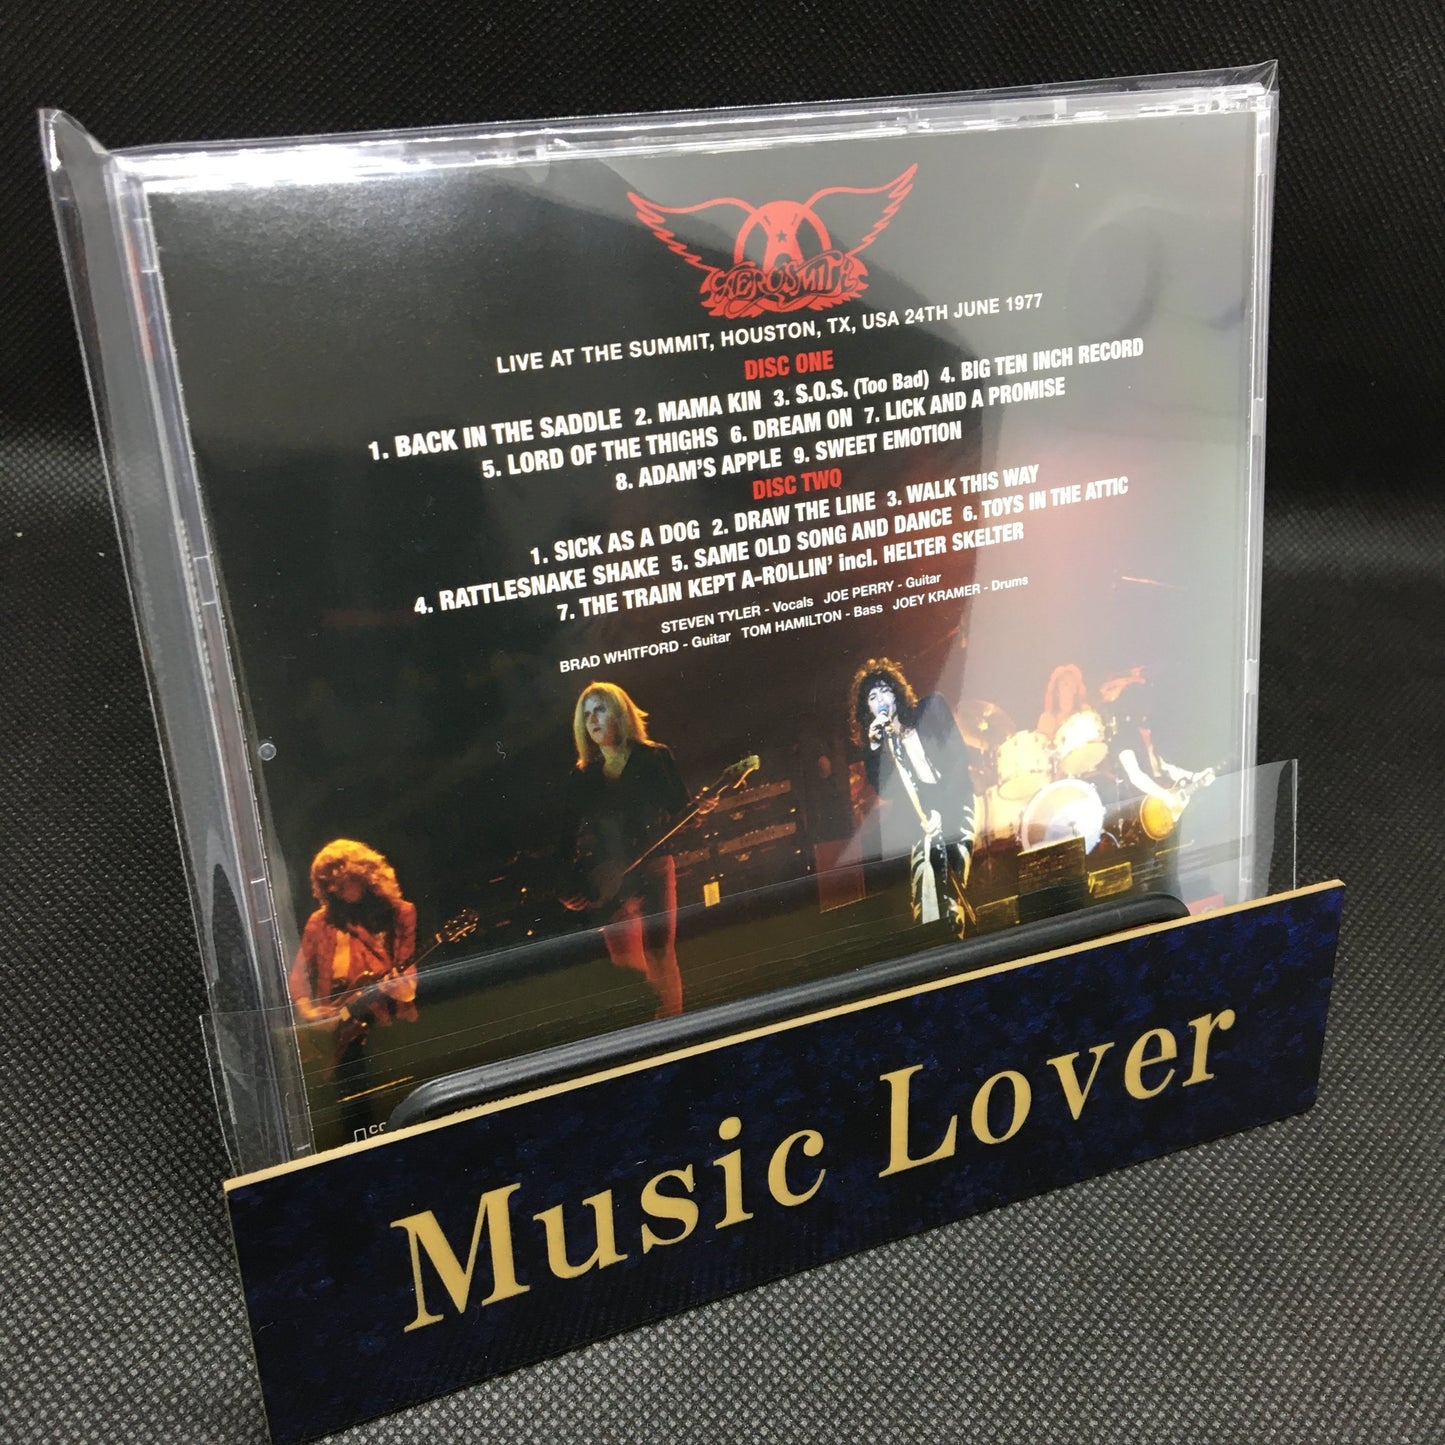 AEROSMITH
LIVE AT THE SUMMIT, HOUSTON, TX, USA 24TH JUNE 1977
DISC ONE
1. BACK IN THE SADDLE 2. MAMA KIN 3. S.O.S. (Too Bad) 4. BIG TEN INCH RECORD
5. LORD OF THE THIGHS 6. DREAM ON 7. LICK AND A PROMISE
8. ADAM'S APPLE 9. SWEET EMOTION
DISC TWO
1. SICK AS A DOG 2. DRAW THE LINE 3. WALK THIS WAY
4. RATTLESNAKE SHAKE 5. SAME OLD SONG AND DANCE 6. TOYS IN THE ATTIC
7. THE TRAIN KEPT A-ROLLIN' incl. HELTER SKELTER
STEVEN TYLER - Vocals JOE PERRY - Guitar
BRAD WHITFORD - Guitar TOM HAMILTON - Bass JOEY KRAMER - Drums
Music Lover